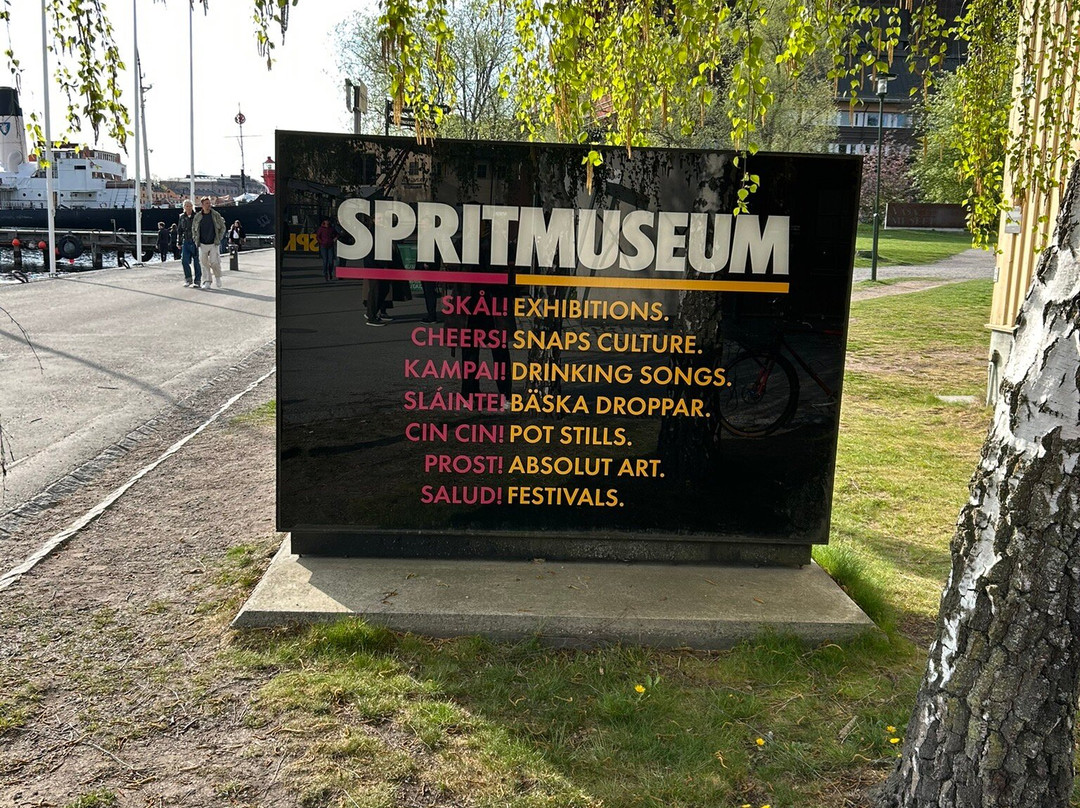 SPRITMUSEUM
SKÅL! EXHIBITIONS.
CHEERS! SNAPS CULTURE.
KAMPAI! DRINKING SONGS.
SLÁINTE! BÄSKA DROPPAR.
CIN CIN! POT STILLS.
PROST! ABSOLUT ART.
SALUD! FESTIVALS.